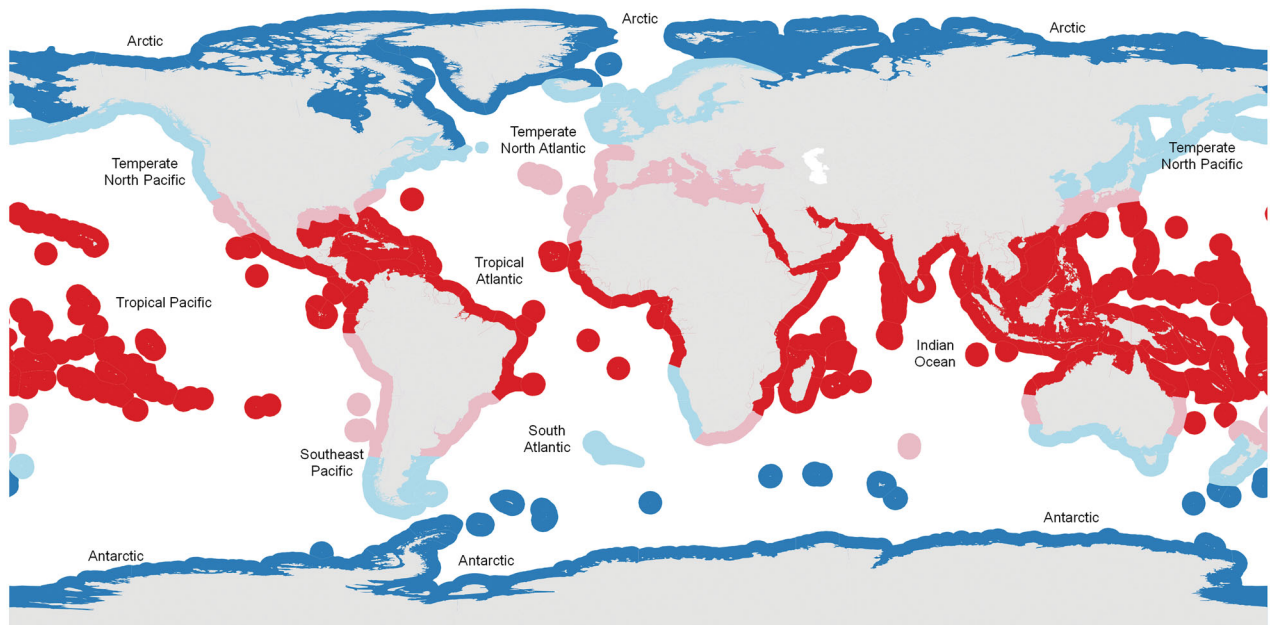 Arctic
Arctic
Arctic
Temperate
North Atlantic
Temperate
North Pacific
Temperate
North Pacific
Tropical
Atlantic
Tropical Pacific
Indian
Ocean
South
Atlantic
Southeast
Pacific
Antarctic
Antarctic
Antarctic